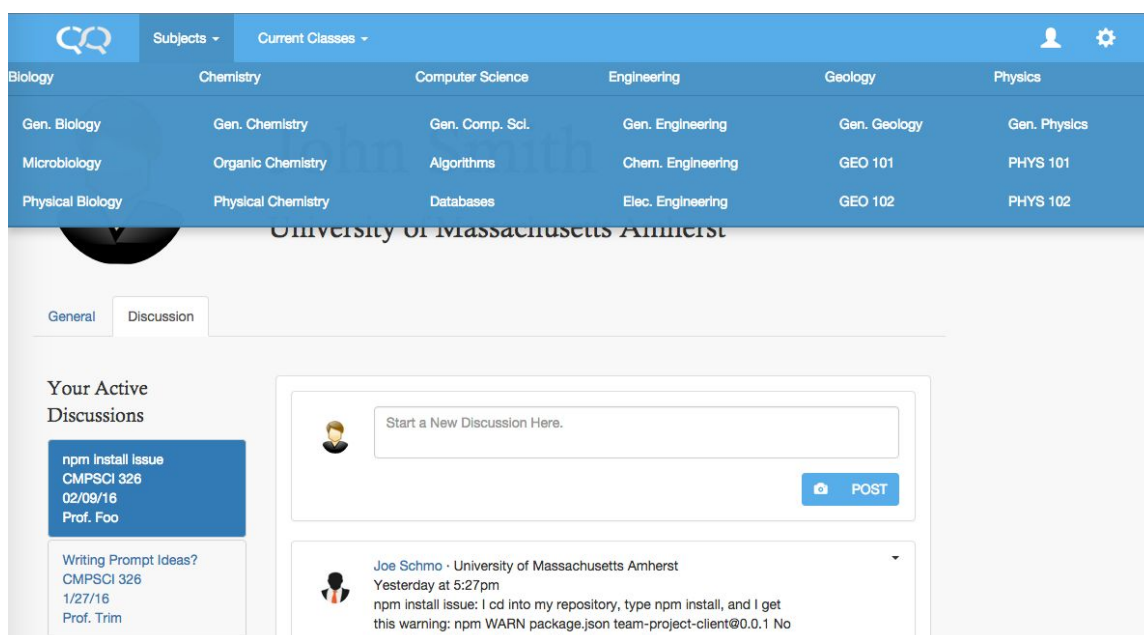 Subjects
Current Classes
Biology Chemistry Computer Science Engineering Geology Physics
Gen. Biology Gen. Chemistry Gen. Comp. Sci. Gen. Engineering Gen. Geology Gen. Physics
Microbiology Organic Chemistry Algorithms Chem. Engineering GEO 101 PHYS 101
Physical Biology Physical Chemistry Databases Elec. Engineering GEO 102 PHYS 102
John Smith
University of Massachusetts Amherst
General Discussion
Your Active
Discussions
npm install issue
CMPSCI 326
02/09/16
Prof. Foo
Writing Prompt Ideas?
CMPSCI 326
1/27/16
Prof. Trim
Start a New Discussion Here.
POST
Joe Schmo · University of Massachusetts Amherst
Yesterday at 5:27pm
npm install issue: I cd into my repository, type npm install, and I get
this warning: npm WARN package.json team-project-client@0.0.1 No